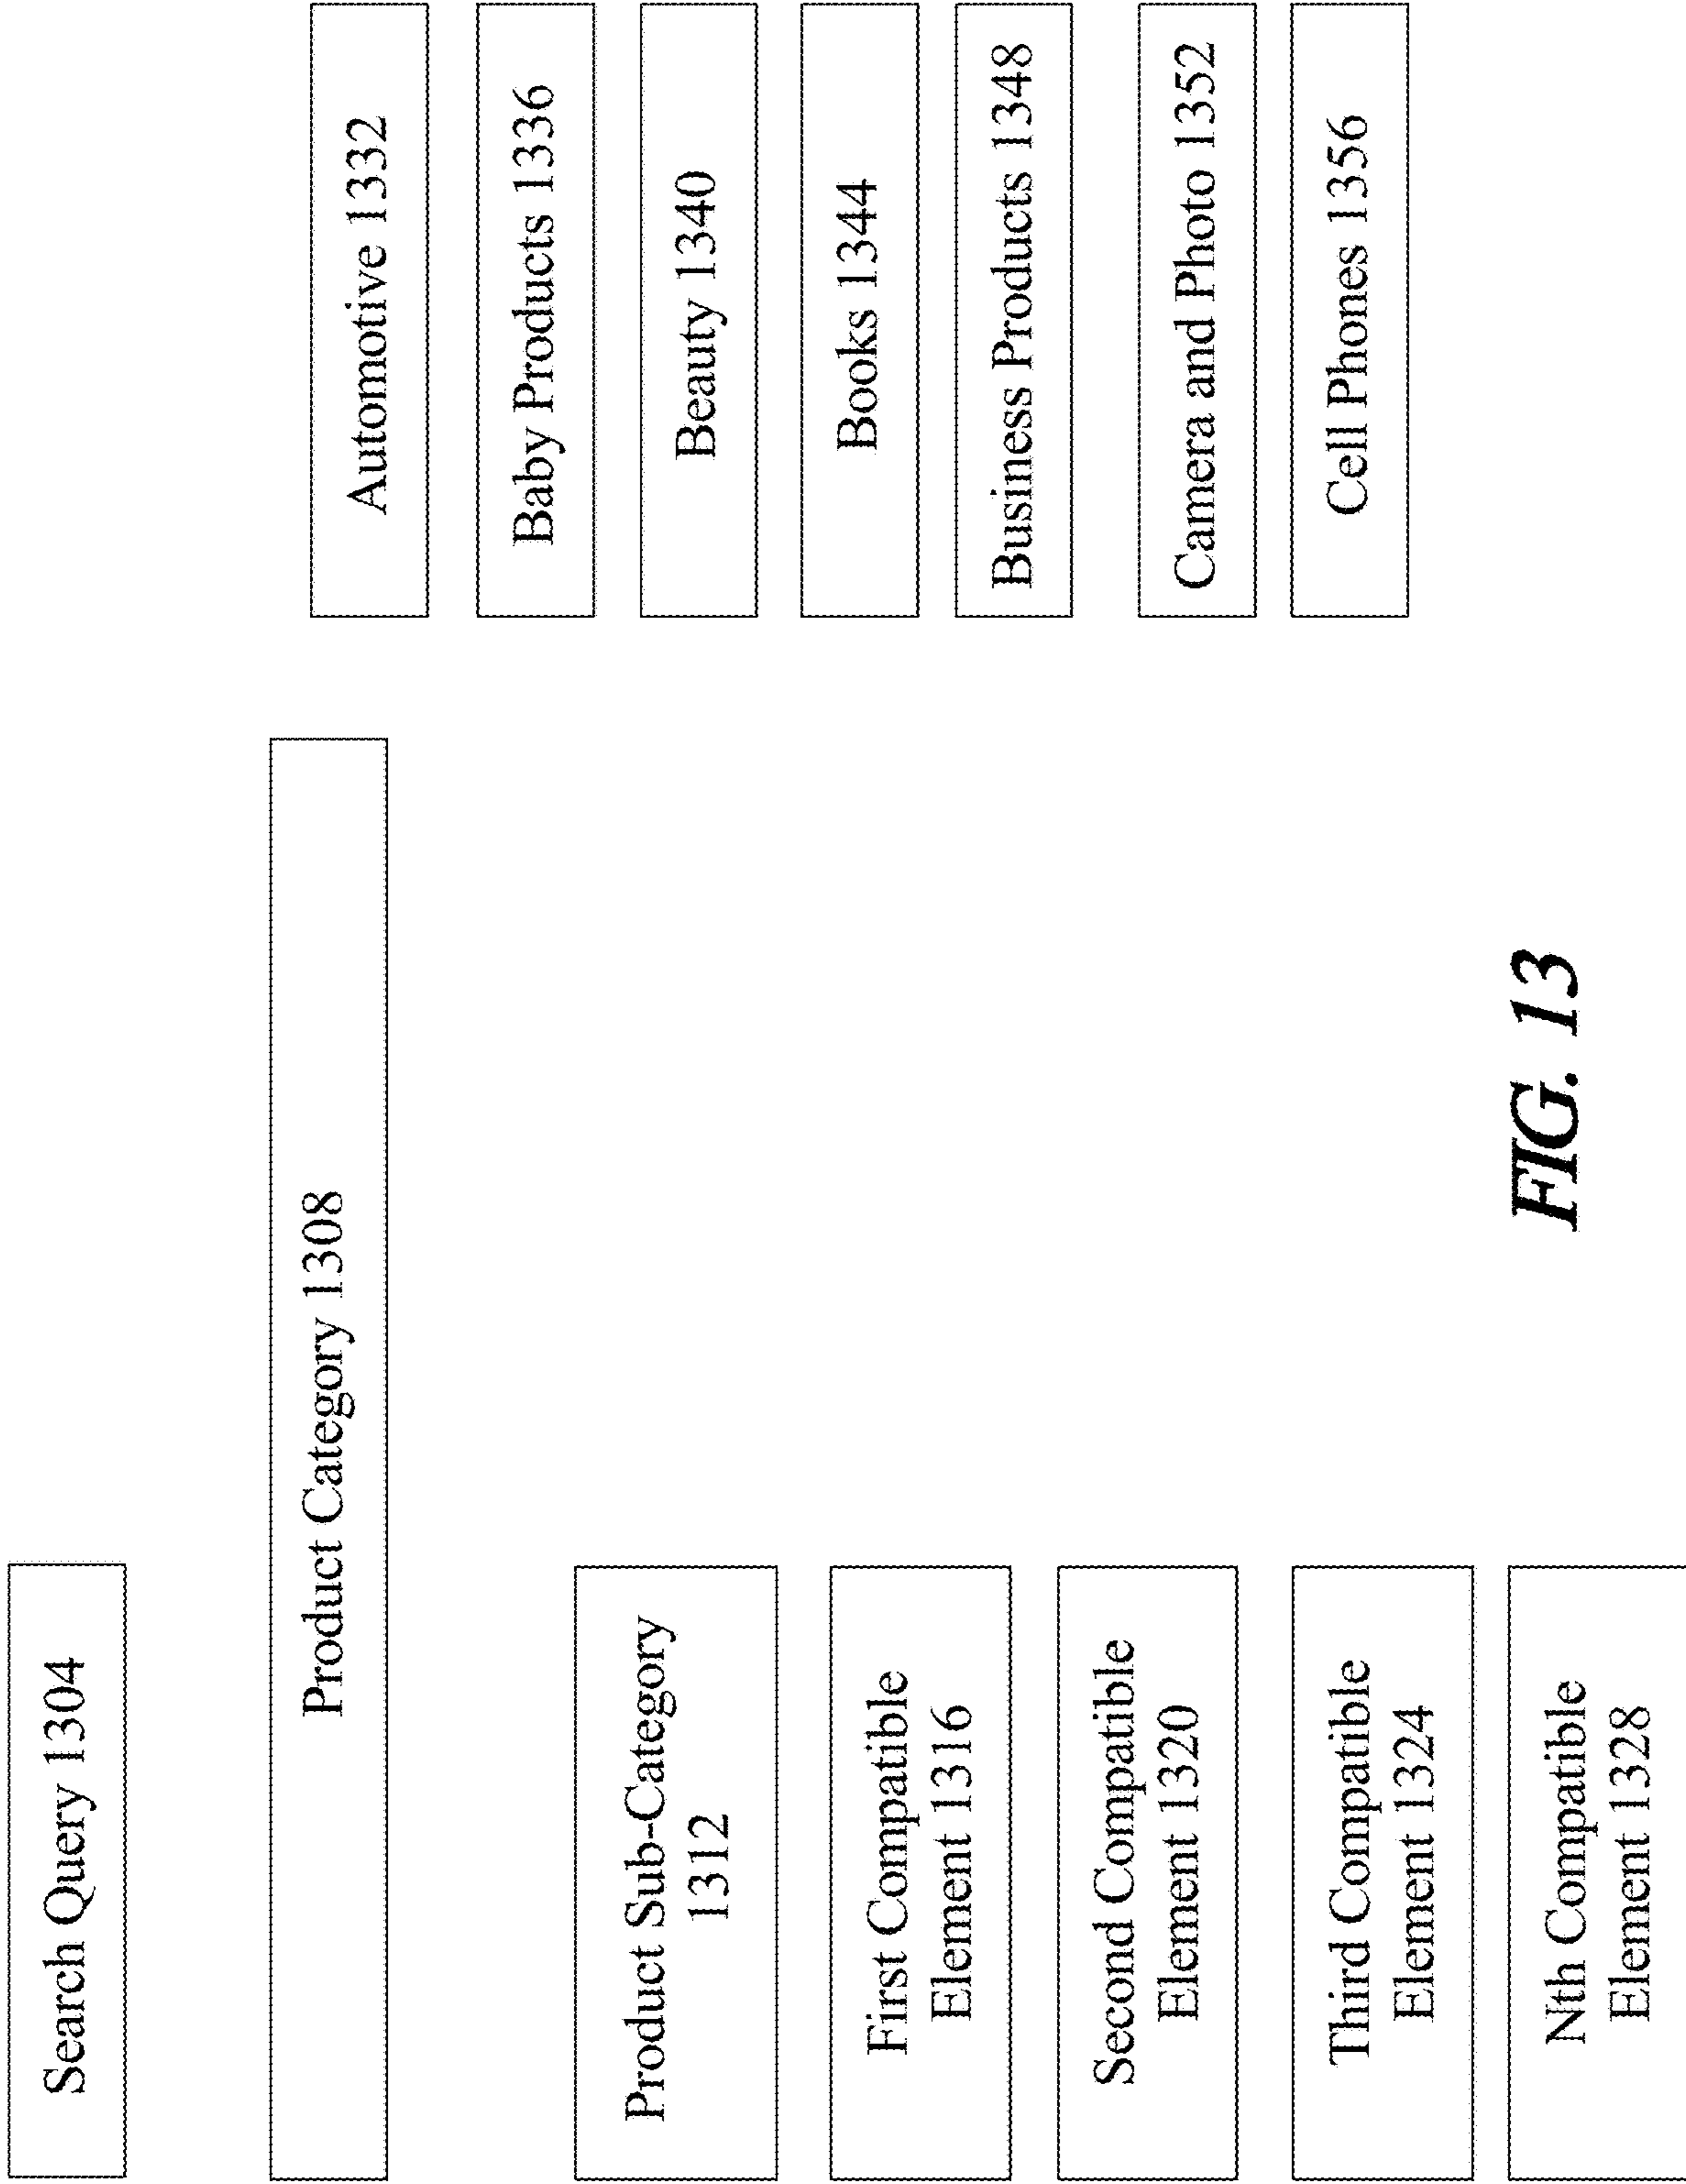 Search Query 1304
Product Category 1308
Product Sub-Category
1312
First Compatible
Element 1316
Second Compatible
Element 1320
Third Compatible
Element 1324
Nth Compatible
Element 1328
Automotive 1332
Baby Products 1336
Beauty 1340
Books 1344
Business Products 1348
Camera and Photo 1352
Cell Phones 1356
FIG. 13